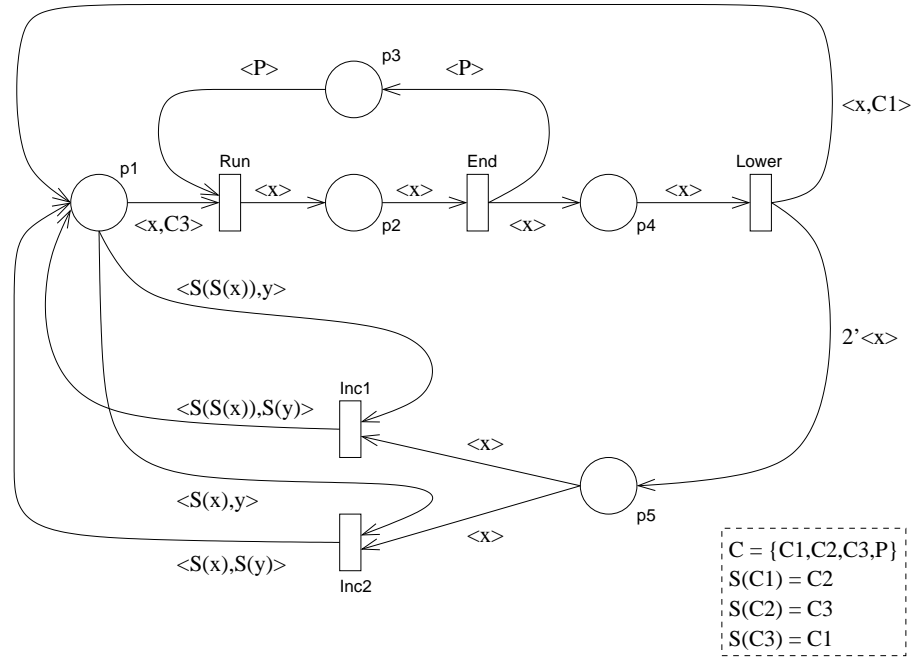 p3
<P>
<P>
<x,C1>
p1
Run
End
Lower
<x>
<x>
<x>
<x,C3>
p2
<x>
p4
<S(S(x)),y>
2'<x>
Inc1
<S(S(x)),S(y)>
<x>
<S(x),y>
p5
<x>
<S(x),S(y)>
Inc2
C = {C1,C2,C3,P}
S(C1) = C2
S(C2) = C3
S(C3) = C1